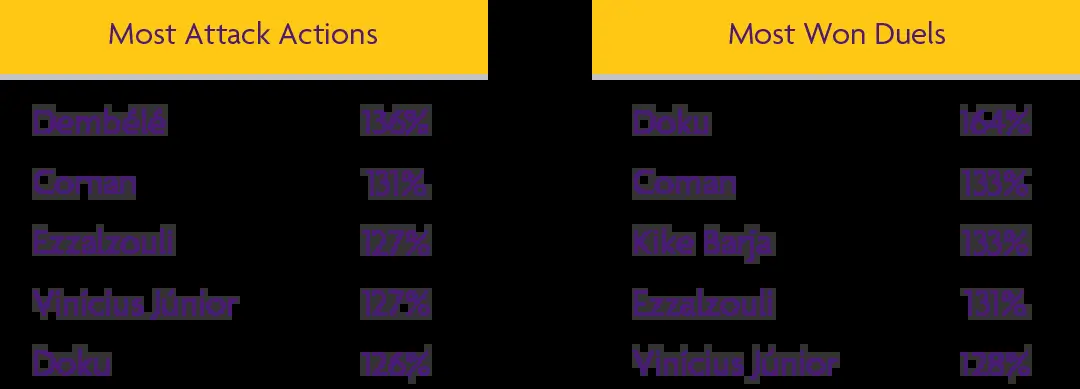 Most Attack Actions
Dembélé 136%
Coman 131%
Ezzalzouli 127%
Vinicius Júnior 127%
Doku 126%
Most Won Duels
Doku 164%
Coman 133%
Kike Barja 133%
Ezzalzouli 131%
Vinicius Júnior 128%